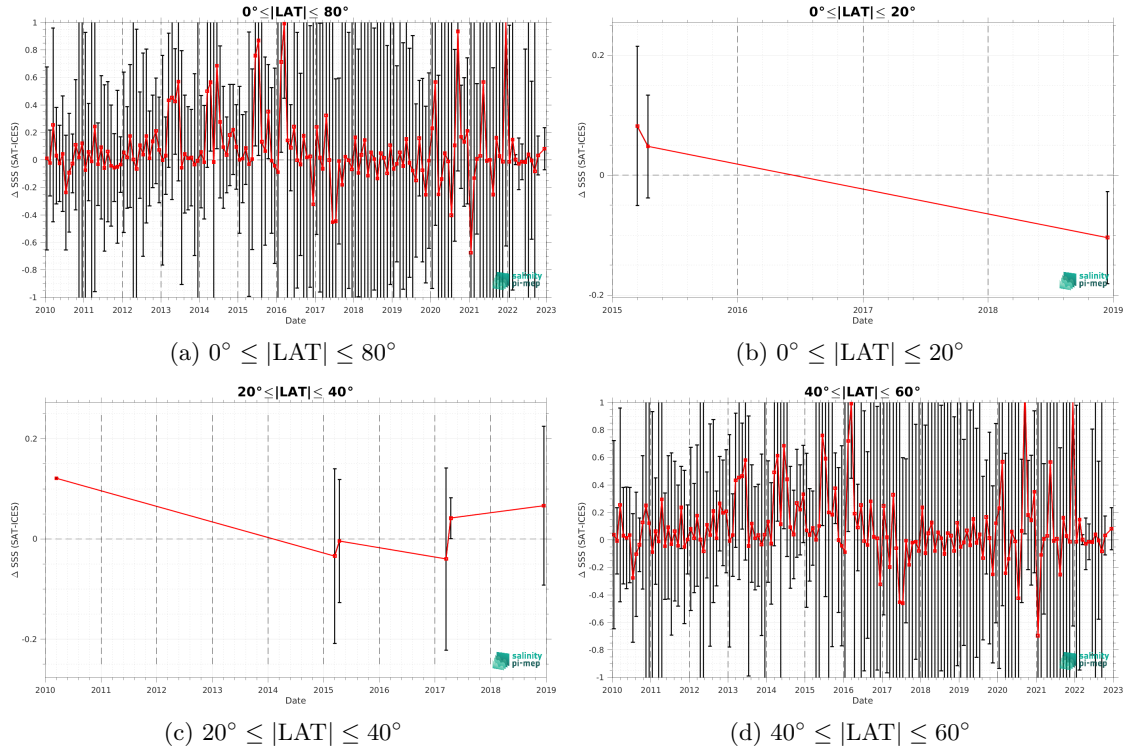 0°≤|LAT|≤ 80°
Δ SSS (SAT-ICES)
1
0.8
0.6
0.4
0.2
0
-0.2
-0.4
-0.6
-0.8
-1
2010 2011 2012 2013 2014 2015 2016 2017 2018 2019 2020 2021 2022 2023
Date
salinity
pi-mep
(a) 0° ≤ |LAT| ≤ 80°
0°≤|LAT|≤ 20°
Δ SSS (SAT-ICES)
0.2
0
-0.2
2015 2016 2017 2018 2019
Date
salinity
pi-mep
(b) 0° ≤ |LAT| ≤ 20°
20°≤|LAT|≤ 40°
Δ SSS (SAT-ICES)
0.2
0
-0.2
2010 2011 2012 2013 2014 2015 2016 2017 2018 2019
Date
salinity
pi-mep
(c) 20° ≤ |LAT| ≤ 40°
40°≤|LAT|≤ 60°
Δ SSS (SAT-ICES)
1
0.8
0.6
0.4
0.2
0
-0.2
-0.4
-0.6
-0.8
-1
2010 2011 2012 2013 2014 2015 2016 2017 2018 2019 2020 2021 2022 2023
Date
salinity
pi-mep
(d) 40° ≤ |LAT| ≤ 60°